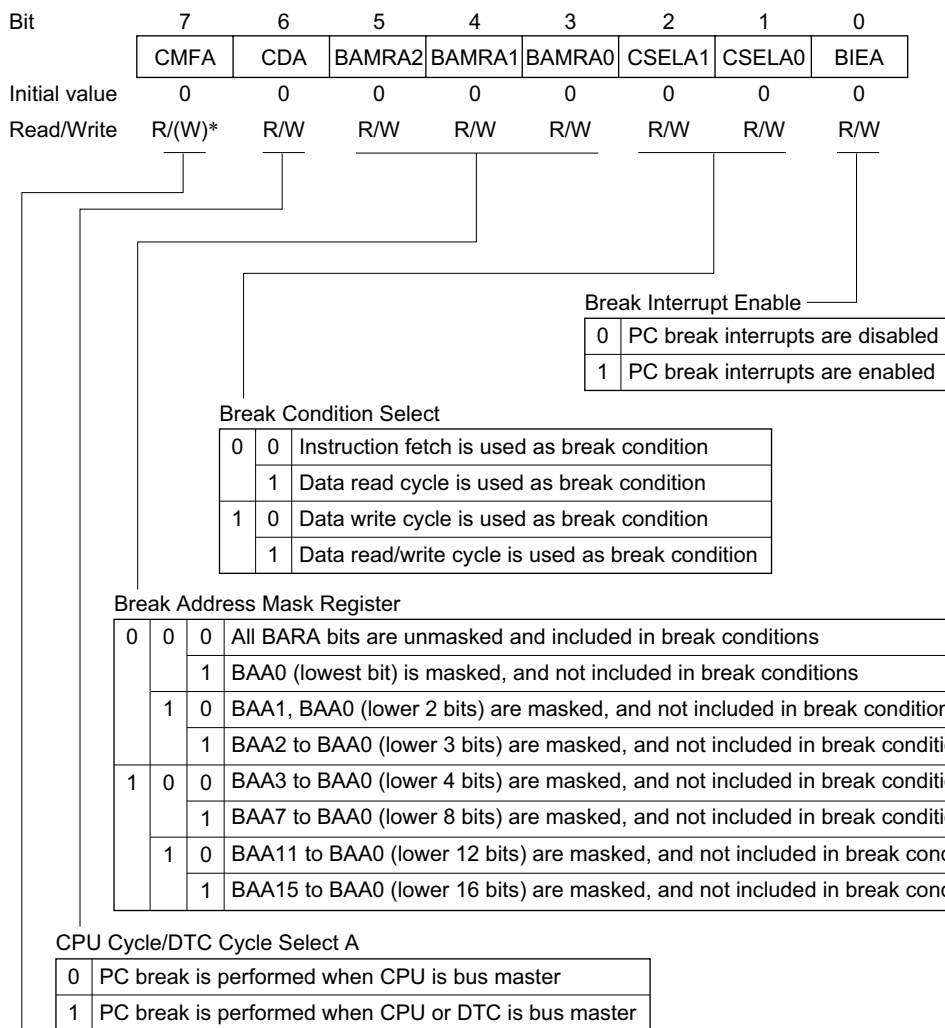 Bit 7 6 5 4 3 2 1 0
CMFA CDA BAMRA2 BAMRA1 BAMRA0 CSELA1 CSELA0 BIEA
Initial value 0 0 0 0 0 0 0 0
Read/Write R/(W)* R/W R/W R/W R/W R/W R/W R/W
Break Interrupt Enable
0 PC break interrupts are disabled
1 PC break interrupts are enabled
Break Condition Select
0 0 Instruction fetch is used as break condition
1 Data read cycle is used as break condition
1 0 Data write cycle is used as break condition
1 Data read/write cycle is used as break condition
Break Address Mask Register
0 0 0 All BARA bits are unmasked and included in break conditions
1 BAA0 (lowest bit) is masked, and not included in break conditions
1 0 BAA1, BAA0 (lower 2 bits) are masked, and not included in break
1 BAA2 to BAA0 (lower 3 bits) are masked, and not included in break
1 0 0 BAA3 to BAA0 (lower 4 bits) are masked, and not included in break
1 BAA7 to BAA0 (lower 8 bits) are masked, and not included in break
1 0 BAA11 to BAA0 (lower 12 bits) are masked, and not included in break
1 BAA15 to BAA0 (lower 16 bits) are masked, and not included in break
CPU Cycle/DTC Cycle Select A
0 PC break is performed when CPU is bus master
1 PC break is performed when CPU or DTC is bus master